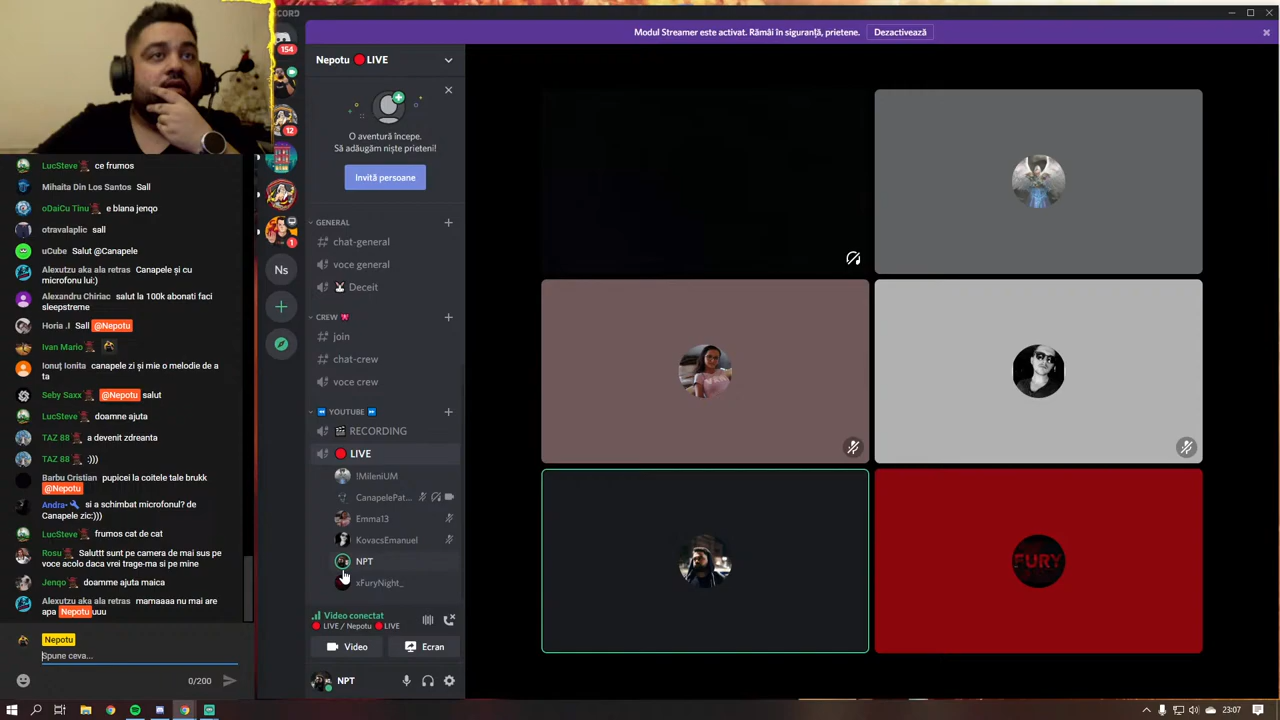 SCORD
Modul Streamer este activat. Rămâi în siguranță, prietene.
Dezactivează
Nepotu 🔴LIVE
O aventură începe.
Să adăugăm niște prieteni!
Invită persoane
154
12
1
Ns
GENERAL
chat-general
voce general
Deceit
CREW
join
chat-crew
voce crew
YOUTUBE
RECORDING
LIVE
!MileniUM
CanapelePat...
Emma13
KovacsEmanuel
NPT
xFuryNight_
Video conectat
🔴LIVE / Nepotu 🔴LIVE
Video
Ecran
NPT
LucSteve ce frumos
Mihaita Din Los Santos Sall
oDaiCu Tinu e blana jenqo
otravalaplic sall
uCube Salut @Canapele
Alexutzu aka ala retras Canapele și cu
microfonu lui:)
Alexandru Chiriac salut la 100k abonati faci
sleepstreme
Horia .I Sall @Nepotu
Ivan Mario
Ionuț Ionita canapele zi și mie o melodie de a
ta
Seby Saxx @Nepotu salut
LucSteve doamne ajuta
TAZ 88 a devenit zdreanta
TAZ 88 :)))
Barbu Cristian pupicei la coitele tale brukk
@Nepotu
Andra- si a schimbat microfonul? de
Canapele zic:)))
LucSteve frumos cat de cat
Rosu Saluttt sunt pe camera de mai sus pe
voce acolo daca vrei trage-ma si pe mine
Jenqo doamne ajuta maica
Alexutzu aka ala retras mamaaaa nu mai are
apa Nepotu uuu
Nepotu
Spune ceva...
0/200
FURY
23:07